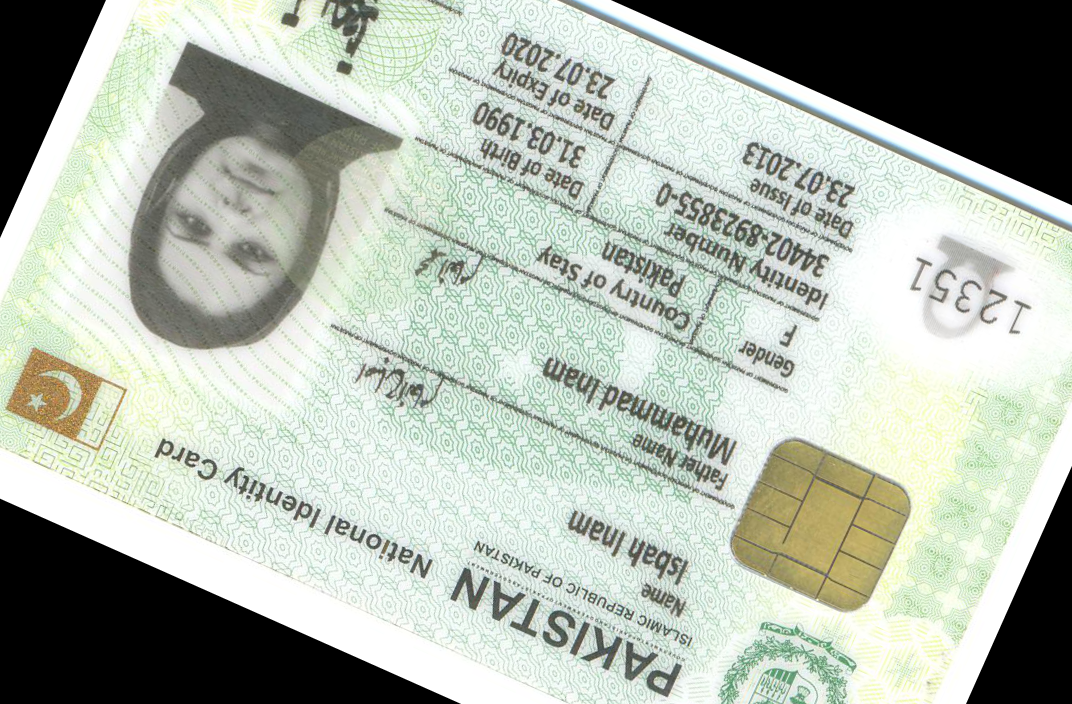 PAKISTAN National Identity Card
ISLAMIC REPUBLIC OF PAKISTAN
Name
Isbah Inam
Father Name
Muhammad Inam
Gender
F
Country of Stay
Pakistan
Identity Number
34402-8923855-0
Date of Birth
31.03.1990
Date of Issue
23.07.2013
Date of Expiry
23.07.2020
12351